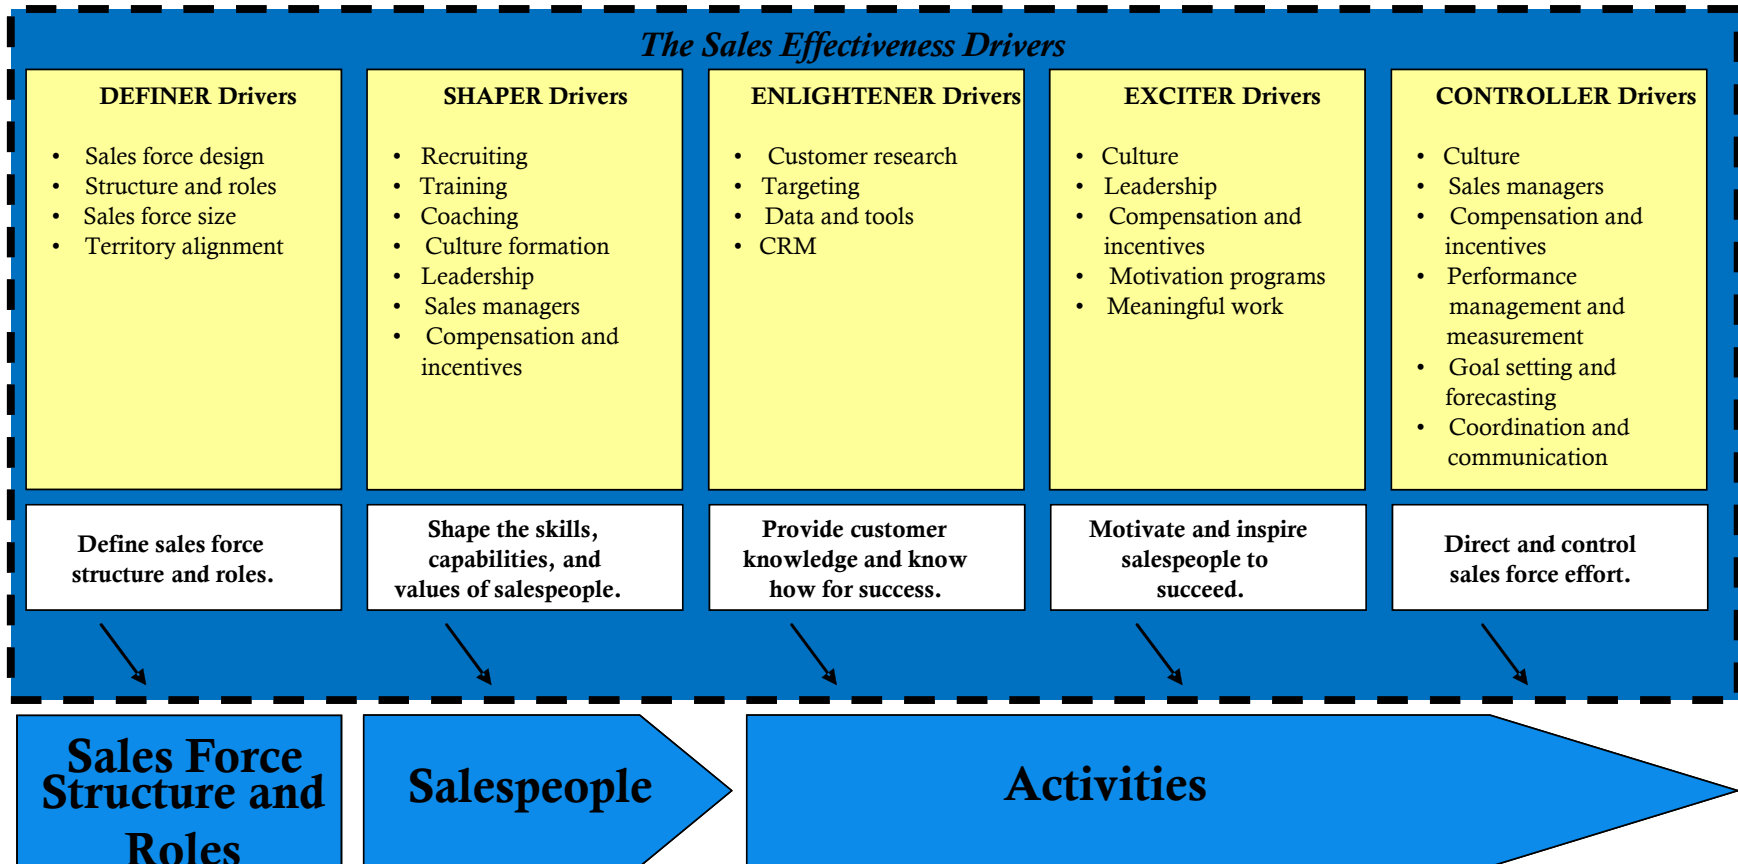 The Sales Effectiveness Drivers
DEFINER Drivers
• Sales force design
• Structure and roles
• Sales force size
• Territory alignment
SHAPER Drivers
• Recruiting
• Training
• Coaching
• Culture formation
• Leadership
• Sales managers
• Compensation and
incentives
ENLIGHTENER Drivers
• Customer research
• Targeting
• Data and tools
• CRM
EXCITER Drivers
• Culture
• Leadership
• Compensation and
incentives
• Motivation programs
• Meaningful work
CONTROLLER Drivers
• Culture
• Sales managers
• Compensation and
incentives
• Performance
management and
measurement
• Goal setting and
forecasting
• Coordination and
communication
Define sales force
structure and roles.
Shape the skills,
capabilities, and
values of salespeople.
Provide customer
knowledge and know
how for success.
Motivate and inspire
salespeople to
succeed.
Direct and control
sales force effort.
Sales Force
Structure and
Roles
Salespeople
Activities